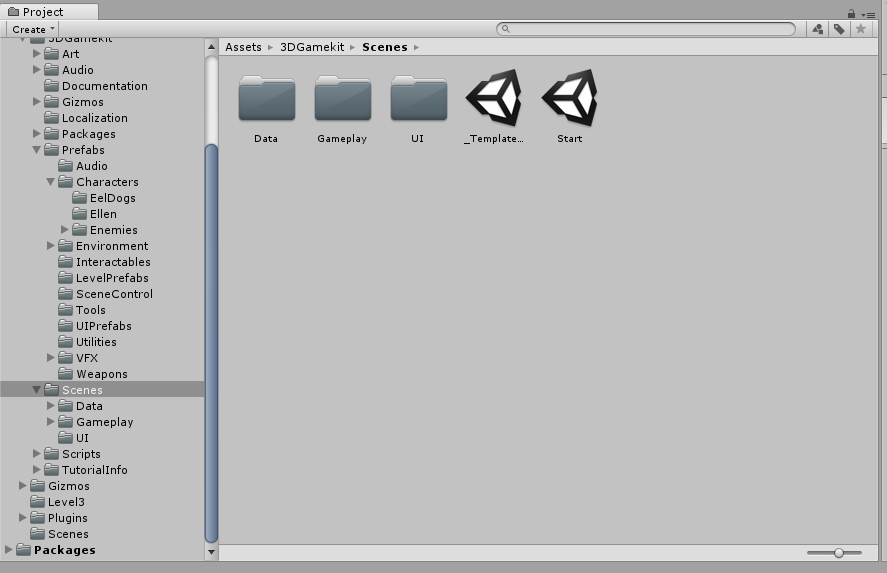 Project
Create
Assets ▸ 3DGamekit ▸ Scenes ▸
3DGamekit
Art
Audio
Documentation
Gizmos
Localization
Packages
Prefabs
Audio
Characters
EelDogs
Ellen
Enemies
Environment
Interactables
LevelPrefabs
SceneControl
Tools
UIPrefabs
Utilities
VFX
Weapons
Scenes
Data
Gameplay
UI
Scripts
TutorialInfo
Gizmos
Level3
Plugins
Scenes
Packages
Data Gameplay UI _Template... Start